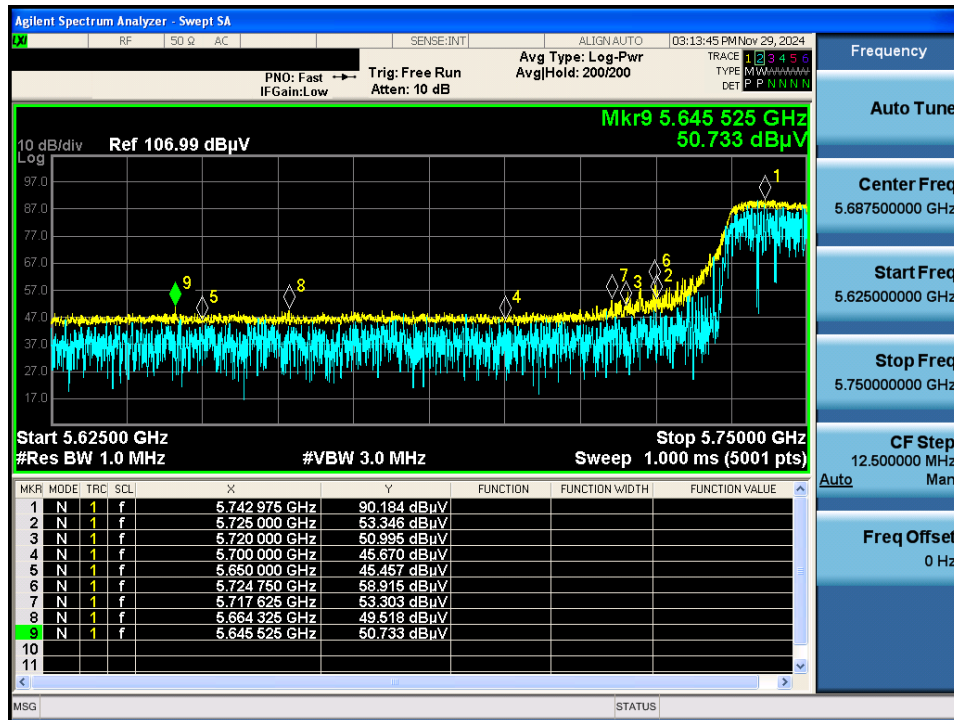 Agilent Spectrum Analyzer - Swept SA
LXI RF 50 Ω AC SENSE:INT ALIGN AUTO 03:13:45 PM Nov 29, 2024
Frequency
PNO: Fast
IFGain:Low
Trig: Free Run
Atten: 10 dB
Avg Type: Log-Pwr
Avg|Hold: 200/200
TRACE 1 2 3 4 5 6
TYPE M W
DET P P N N N N
Auto Tune
Mkr9 5.645 525 GHz
50.733 dBµV
10 dB/div Ref 106.99 dBµV
Log
97.0
87.0
77.0
67.0
57.0
47.0
37.0
27.0
17.0
9 5 8 4 7 3 6 2 1
Start 5.62500 GHz Stop 5.75000 GHz
#Res BW 1.0 MHz #VBW 3.0 MHz Sweep 1.000 ms (5001 pts)
Center Freq
5.687500000 GHz
Start Freq
5.625000000 GHz
Stop Freq
5.750000000 GHz
CF Step
12.500000 MHz
Auto Man
Freq Offset
0 Hz
MKR MODE TRC SCL X Y FUNCTION FUNCTION WIDTH FUNCTION VALUE
1 N 1 f 5.742 975 GHz 90.184 dBµV
2 N 1 f 5.725 000 GHz 53.346 dBµV
3 N 1 f 5.720 000 GHz 50.995 dBµV
4 N 1 f 5.700 000 GHz 45.670 dBµV
5 N 1 f 5.650 000 GHz 45.457 dBµV
6 N 1 f 5.724 750 GHz 58.915 dBµV
7 N 1 f 5.717 625 GHz 53.303 dBµV
8 N 1 f 5.664 325 GHz 49.518 dBµV
9 N 1 f 5.645 525 GHz 50.733 dBµV
10
11
MSG STATUS